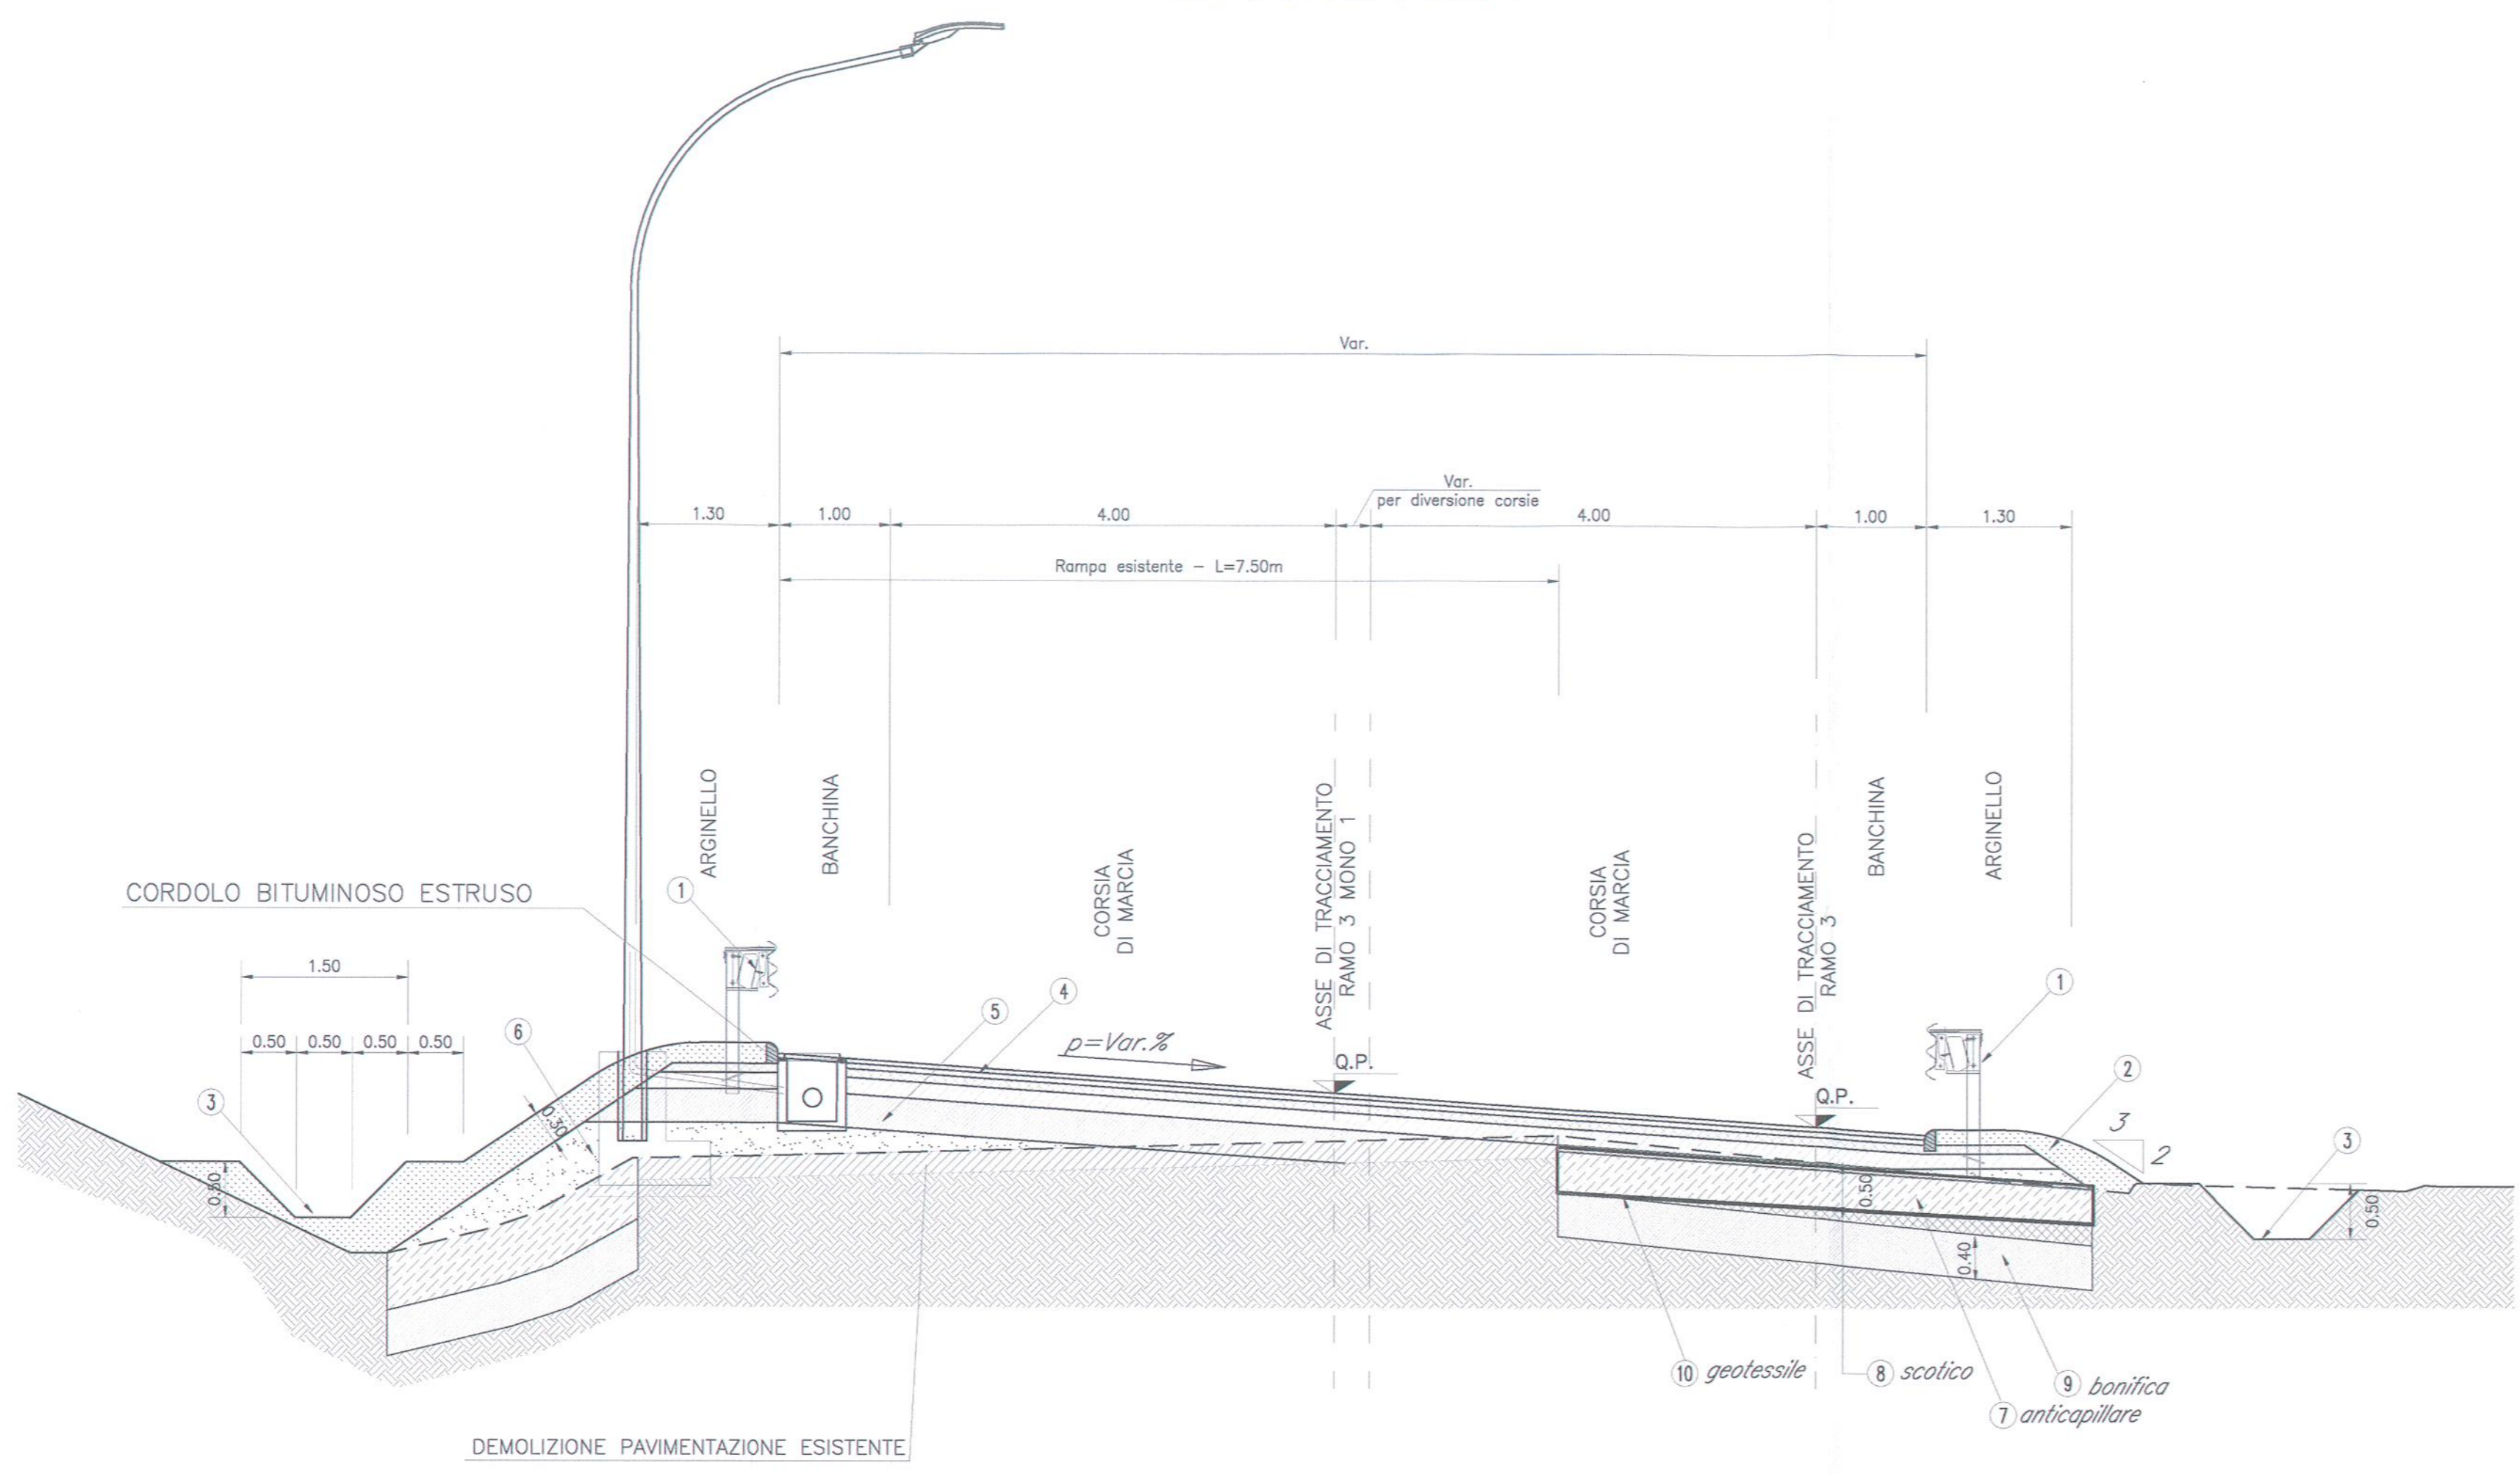 Var.
Var.
per diversione corsie
1.30
1.00
4.00
4.00
1.00
1.30
Rampa esistente - L=7.50m
ARGINELLO
BANCHINA
CORSIA
DI MARCIA
ASSE DI TRACCIAMENTO
RAMO 3 MONO 1
CORSIA
DI MARCIA
ASSE DI TRACCIAMENTO
RAMO 3
BANCHINA
ARGINELLO
CORDOLO BITUMINOSO ESTRUSO
1
1.50
0.50
0.50
0.50
0.50
6
5
4
p=Var.%
Q.P.
Q.P.
1
2
3
2
3
3
0.50
0.30
0.50
0.40
0.50
10 geotessile
8 scotico
9 bonifica
7 anticapillare
DEMOLIZIONE PAVIMENTAZIONE ESISTENTE